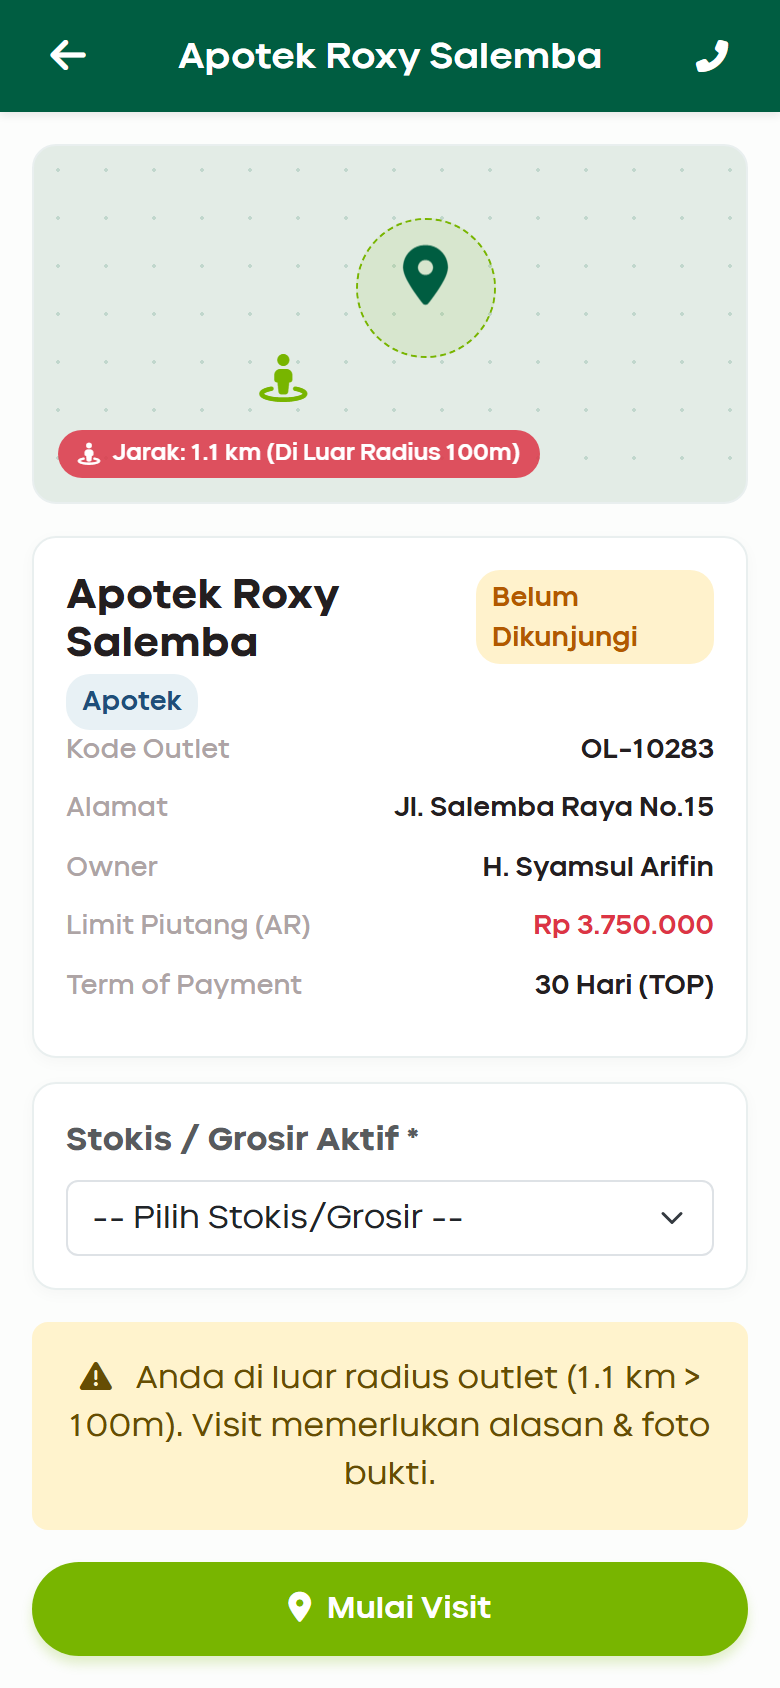 Apotek Roxy Salemba
Jarak: 1.1 km (Di Luar Radius 100m)
Apotek Roxy
Salemba
Belum
Dikunjungi
Apotek
Kode Outlet OL-10283
Alamat Jl. Salemba Raya No.15
Owner H. Syamsul Arifin
Limit Piutang (AR) Rp 3.750.000
Term of Payment 30 Hari (TOP)
Stokis / Grosir Aktif *
-- Pilih Stokis/Grosir --
Anda di luar radius outlet (1.1 km >
100m). Visit memerlukan alasan & foto
bukti.
Mulai Visit